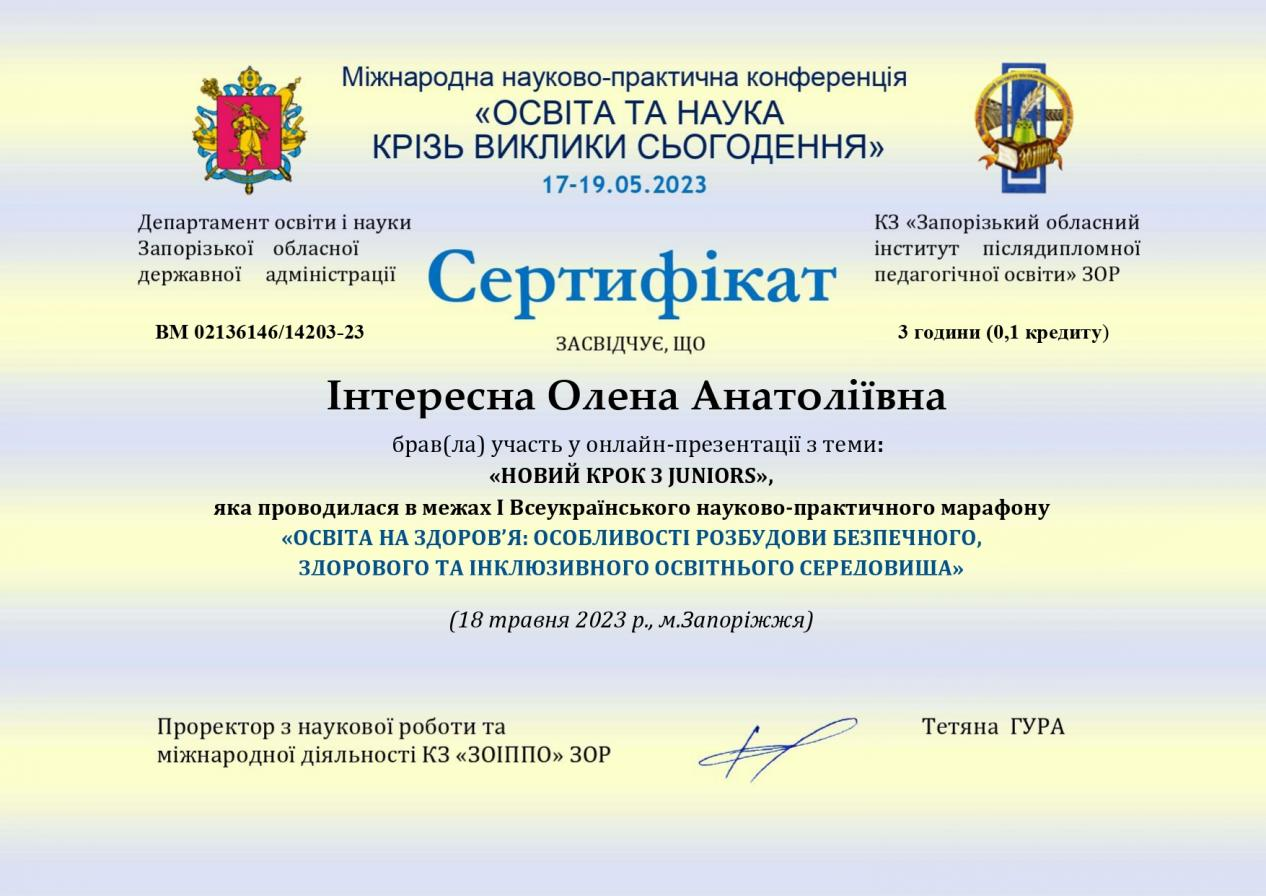 Міжнародна науково-практична конференція
«ОСВІТА ТА НАУКА
КРІЗЬ ВИКЛИКИ СЬОГОДЕННЯ»
17-19.05.2023
ЗОІППО
Департамент освіти і науки
Запорізької обласної
державної адміністрації
КЗ «Запорізький обласний
інститут післядипломної
педагогічної освіти» ЗОР
Сертифікат
ВМ 02136146/14203-23
3 години (0,1 кредиту)
ЗАСВІДЧУЄ, ЩО
Інтересна Олена Анатоліївна
брав(ла) участь у онлайн-презентації з теми:
«НОВИЙ КРОК З JUNIORS»,
яка проводилася в межах І Всеукраїнського науково-практичного марафону
«ОСВІТА НА ЗДОРОВ’Я: ОСОБЛИВОСТІ РОЗБУДОВИ БЕЗПЕЧНОГО,
ЗДОРОВОГО ТА ІНКЛЮЗИВНОГО ОСВІТНЬОГО СЕРЕДОВИЩА»
(18 травня 2023 р., м.Запоріжжя)
Проректор з наукової роботи та
міжнародної діяльності КЗ «ЗОІППО» ЗОР
Тетяна ГУРА